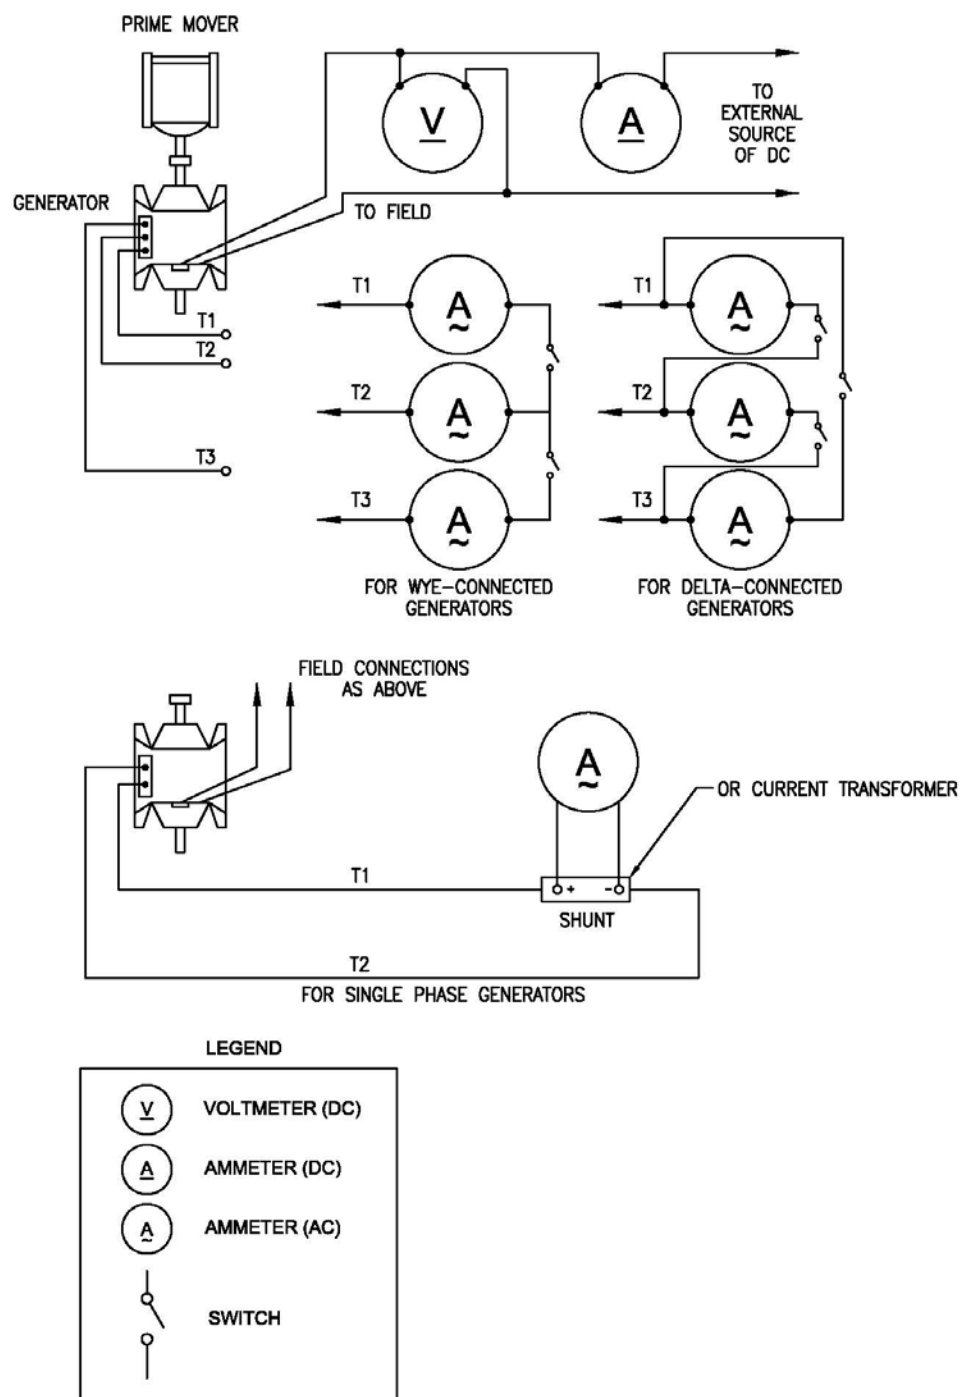 PRIME MOVER
V
A
TO
EXTERNAL
SOURCE
OF DC
GENERATOR
TO FIELD
T1
T2
T3
T1
A
~
T2
A
~
T3
A
~
FOR WYE-CONNECTED
GENERATORS
T1
A
~
T2
A
~
T3
A
~
FOR DELTA-CONNECTED
GENERATORS
FIELD CONNECTIONS
AS ABOVE
A
~
OR CURRENT TRANSFORMER
+ -
SHUNT
T1
T2
FOR SINGLE PHASE GENERATORS
LEGEND
V VOLTMETER (DC)
A AMMETER (DC)
A
~ AMMETER (AC)
SWITCH